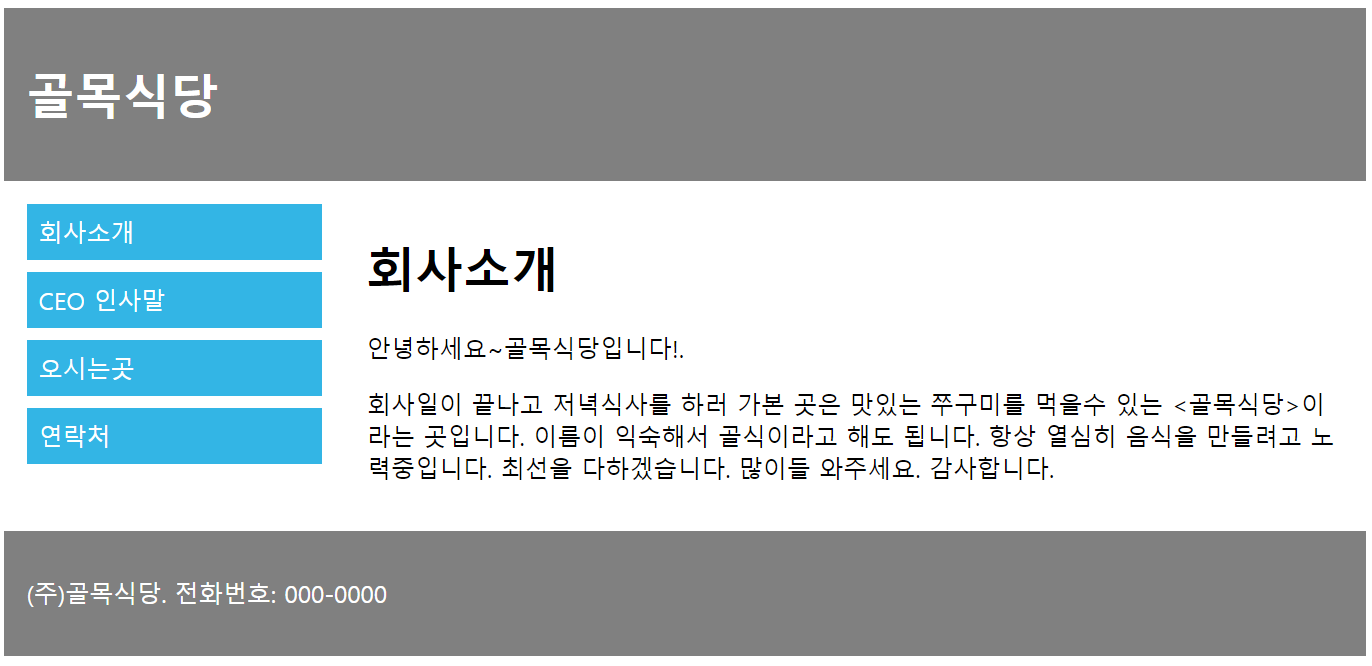 골목식당
회사소개
CEO 인사말
오시는곳
연락처
회사소개
안녕하세요~골목식당입니다!.
회사일이 끝나고 저녁식사를 하러 가본 곳은 맛있는 쭈구미를 먹을수 있는 <골목식당>이
라는 곳입니다. 이름이 익숙해서 골식이라고 해도 됩니다. 항상 열심히 음식을 만들려고 노
력중입니다. 최선을 다하겠습니다. 많이들 와주세요. 감사합니다.
(주)골목식당. 전화번호: 000-0000